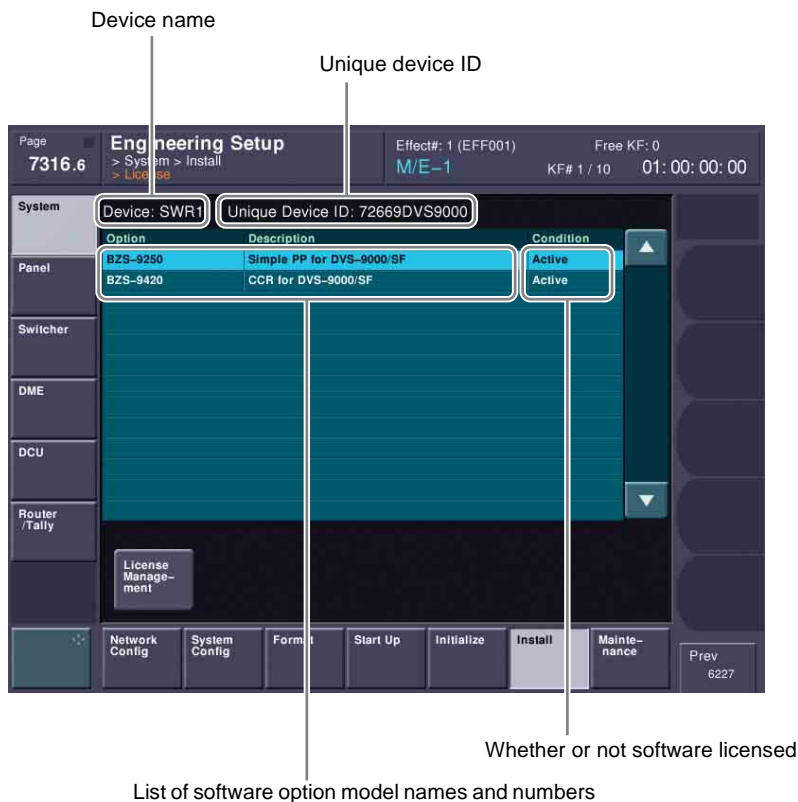 Device name
Unique device ID
Page
7316.6
Engineering Setup
> System > Install
> License
Effect#: 1 (EFF001)
Free KF: 0
M/E–1
KF# 1 / 10
01: 00: 00: 00
System
Device: SWR1
Unique Device ID: 72669DVS9000
Option
Description
Condition
BZS–9250
Simple PP for DVS–9000/SF
Active
BZS–9420
CCR for DVS–9000/SF
Active
Panel
Switcher
DME
DCU
Router
/Tally
License
Manage–
ment
Network
Config
System
Config
Format
Start Up
Initialize
Install
Mainte–
nance
Prev
6227
Whether or not software licensed
List of software option model names and numbers